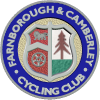 FARNBOROUGH & CAMBERLEY
• CYCLING CLUB •